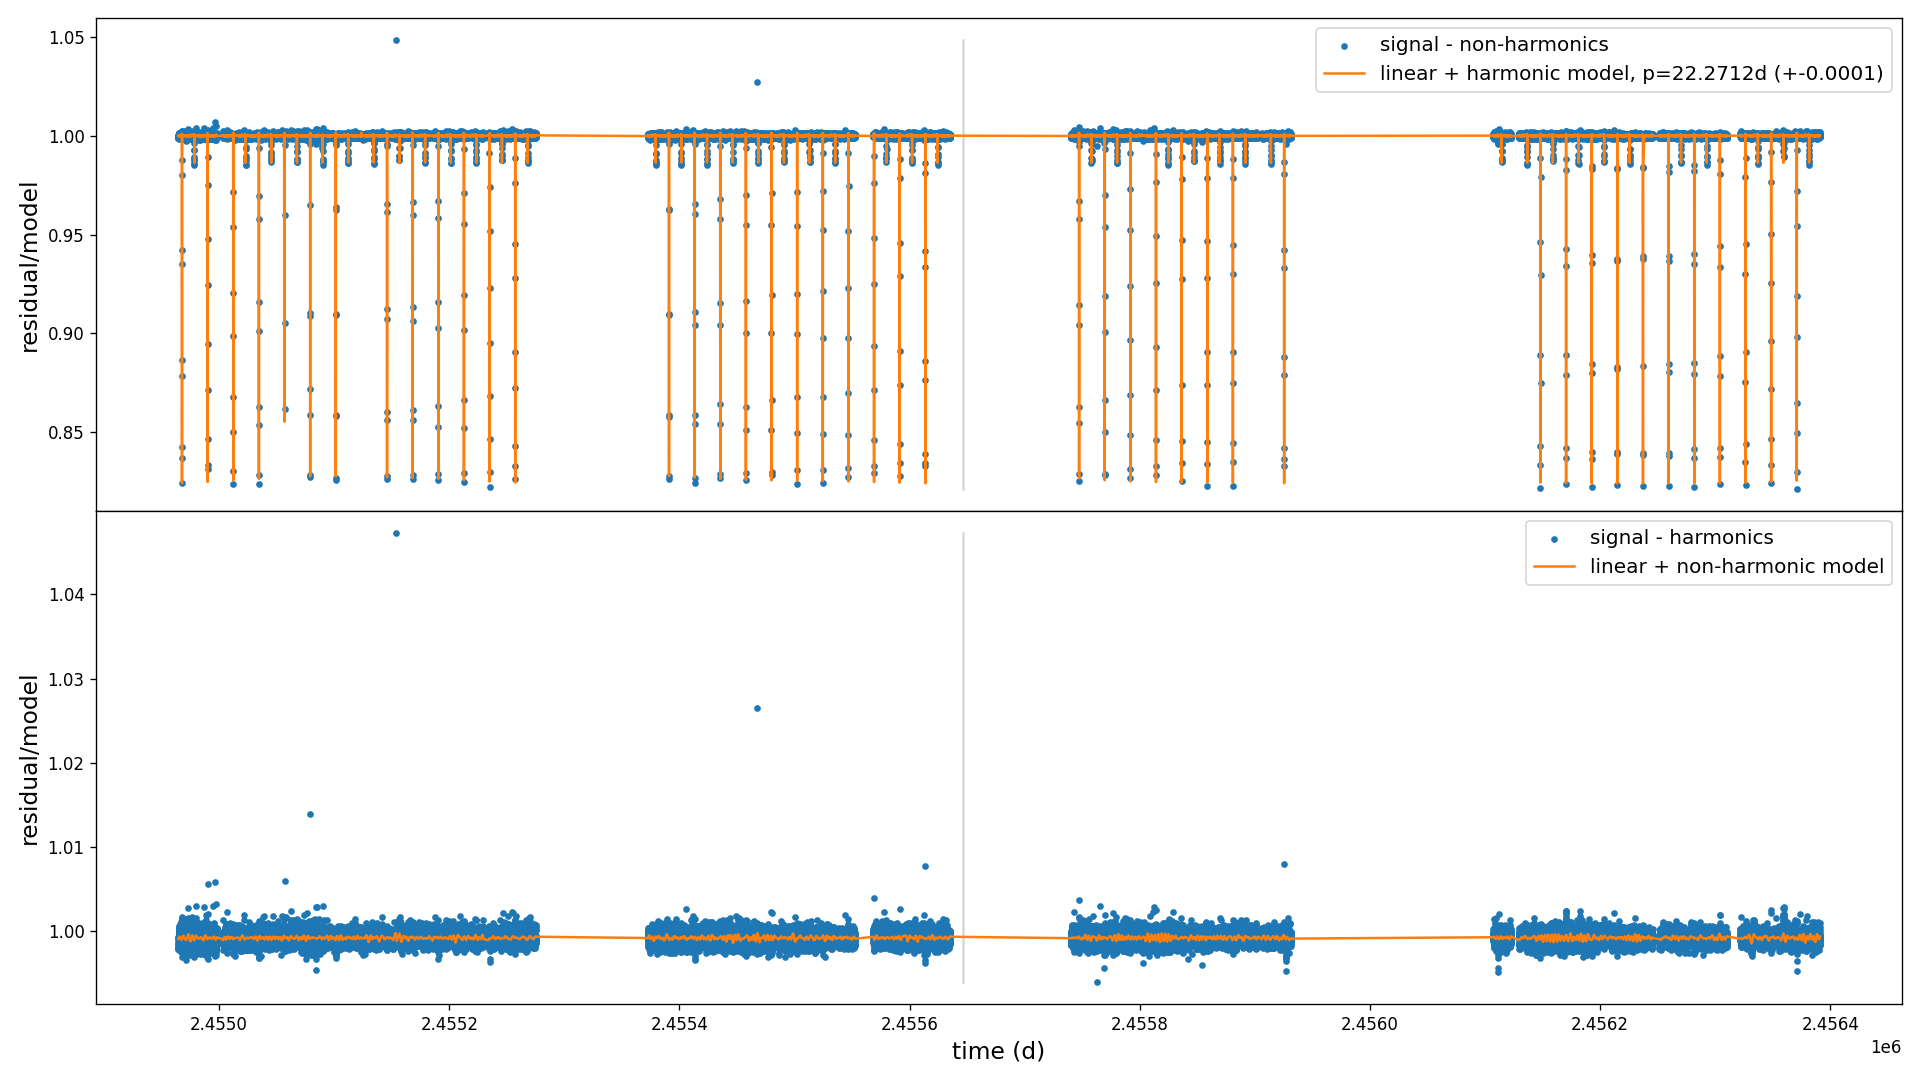 1.05
1.00
0.95
0.90
0.85
residual/model
signal - non-harmonics
linear + harmonic model, p=22.2712d (+-0.0001)
1.04
1.03
1.02
1.01
1.00
residual/model
signal - harmonics
linear + non-harmonic model
2.4550
2.4552
2.4554
2.4556
2.4558
2.4560
2.4562
2.4564
1e6
time (d)